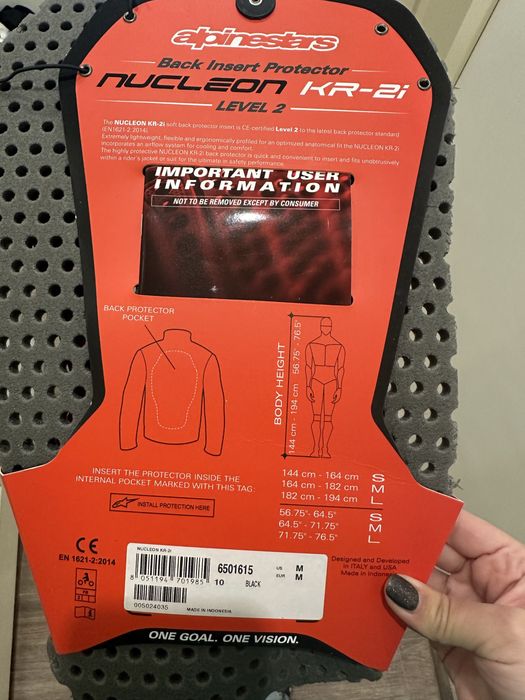 alpinestars
Back Insert Protector
NUCLEON KR-2i
LEVEL 2
The NUCLEON KR-2i soft back protector insert is CE-certified Level 2 to the latest back protector standard
(EN1621-2:2014).
Extremely lightweight, flexible and ergonomically profiled for an optimized anatomical fit the NUCLEON KR-2i
incorporates an airflow system for cooling and comfort.
The highly protective NUCLEON KR-2i back protector is quick and convenient to insert and fits unobtrusively
within a rider's jacket or suit for the ultimate in safety performance.
IMPORTANT USER
INFORMATION
NOT TO BE REMOVED EXCEPT BY CONSUMER
BACK PROTECTOR
POCKET
BODY HEIGHT
144 cm - 194 cm 56.75" - 76.5"
INSERT THE PROTECTOR INSIDE THE
INTERNAL POCKET MARKED WITH THIS TAG:
INSTALL PROTECTION HERE
144 cm - 164 cm S
164 cm - 182 cm M
182 cm - 194 cm L
56.75"- 64.5" S
64.5" - 71.75" M
71.75" - 76.5" L
CE
EN 1621-2:2014
NUCLEON KR-2i
8 051194 701985
6501615
10 BLACK
US M
EUR M
005024035
MADE IN INDONESIA
Designed and Developed
in ITALY and USA
Made in Indones
ONE GOAL. ONE VISION.